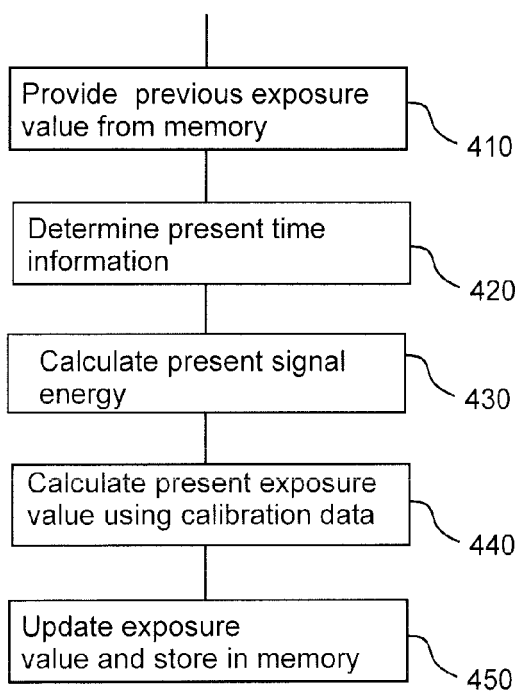 Provide previous exposure
value from memory
410
Determine present time
information
420
Calculate present signal
energy
430
Calculate present exposure
value using calibration data
440
Update exposure
value and store in memory
450